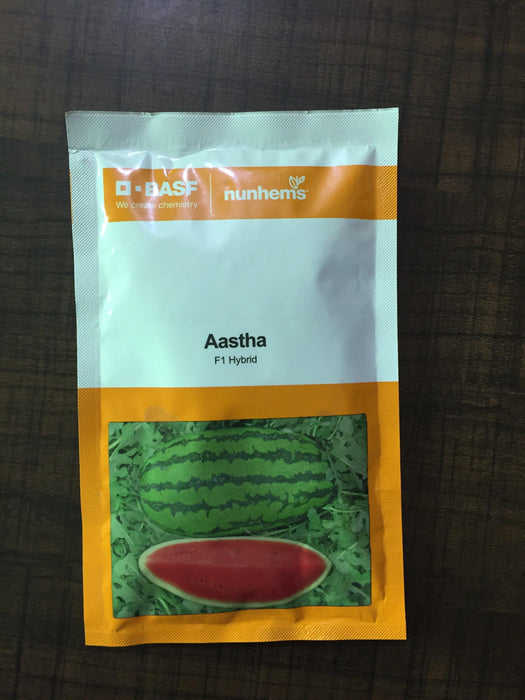 BASF
We create chemistry
nunhems
Aastha
F1 Hybrid